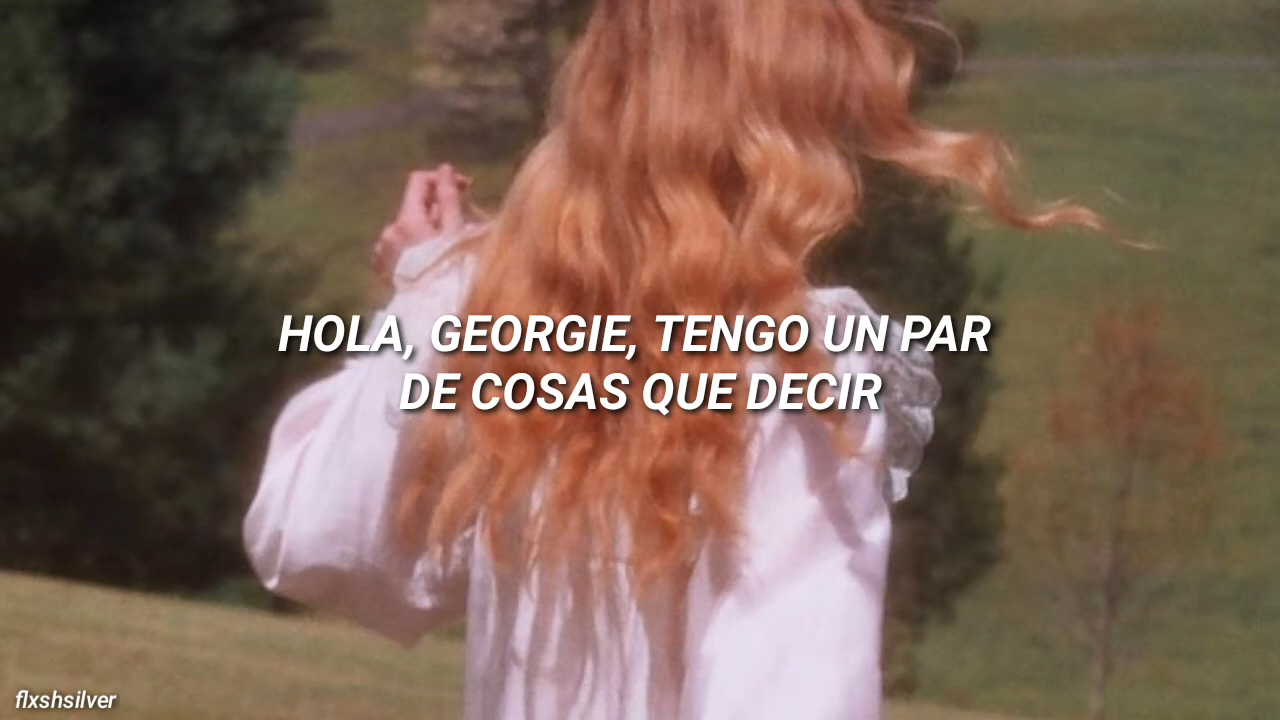 HOLA, GEORGIE, TENGO UN PAR
DE COSAS QUE DECIR
flxshsilver